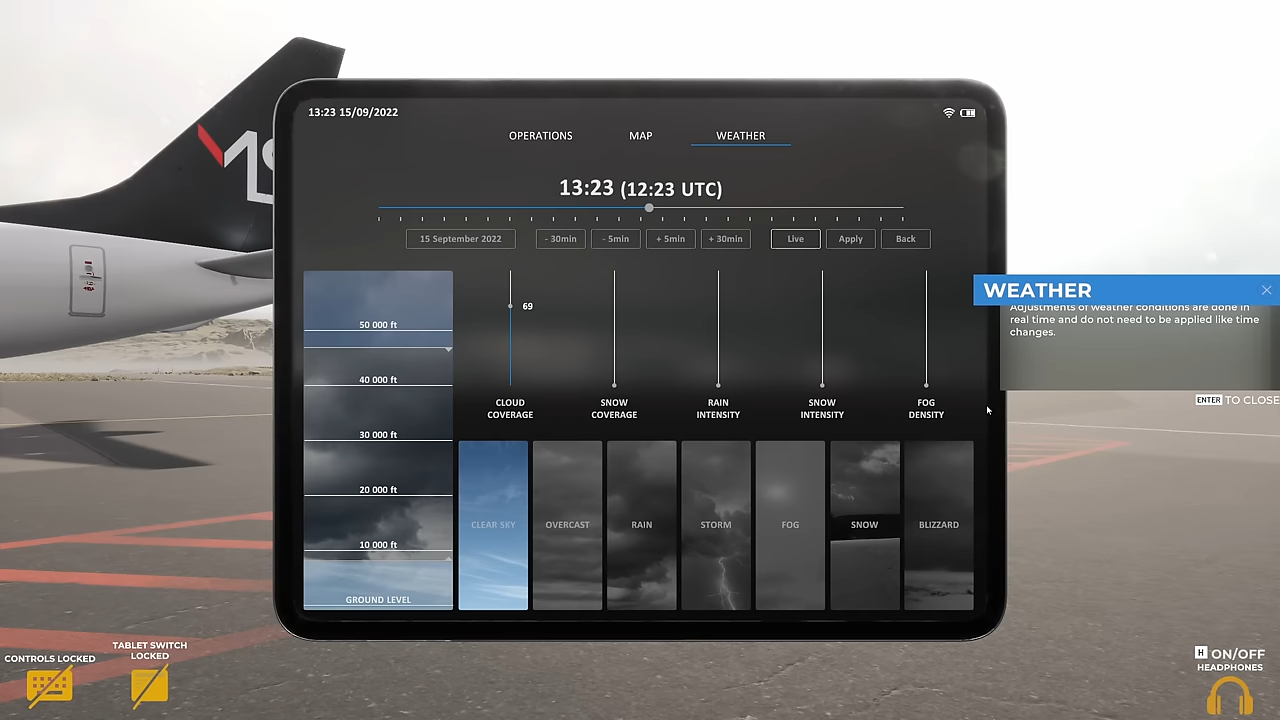 13:23 15/09/2022
OPERATIONS MAP WEATHER
13:23 (12:23 UTC)
15 September 2022 - 30min - 5min + 5min + 30min Live Apply Back
50 000 ft
40 000 ft
30 000 ft
20 000 ft
10 000 ft
GROUND LEVEL
69
CLOUD
COVERAGE
SNOW
COVERAGE
RAIN
INTENSITY
SNOW
INTENSITY
FOG
DENSITY
CLEAR SKY OVERCAST RAIN STORM FOG SNOW BLIZZARD
WEATHER
Adjustments of weather conditions are done in
real time and do not need to be applied like time
changes.
ENTER TO CLOSE
CONTROLS LOCKED
TABLET SWITCH
LOCKED
H ON/OFF
HEADPHONES